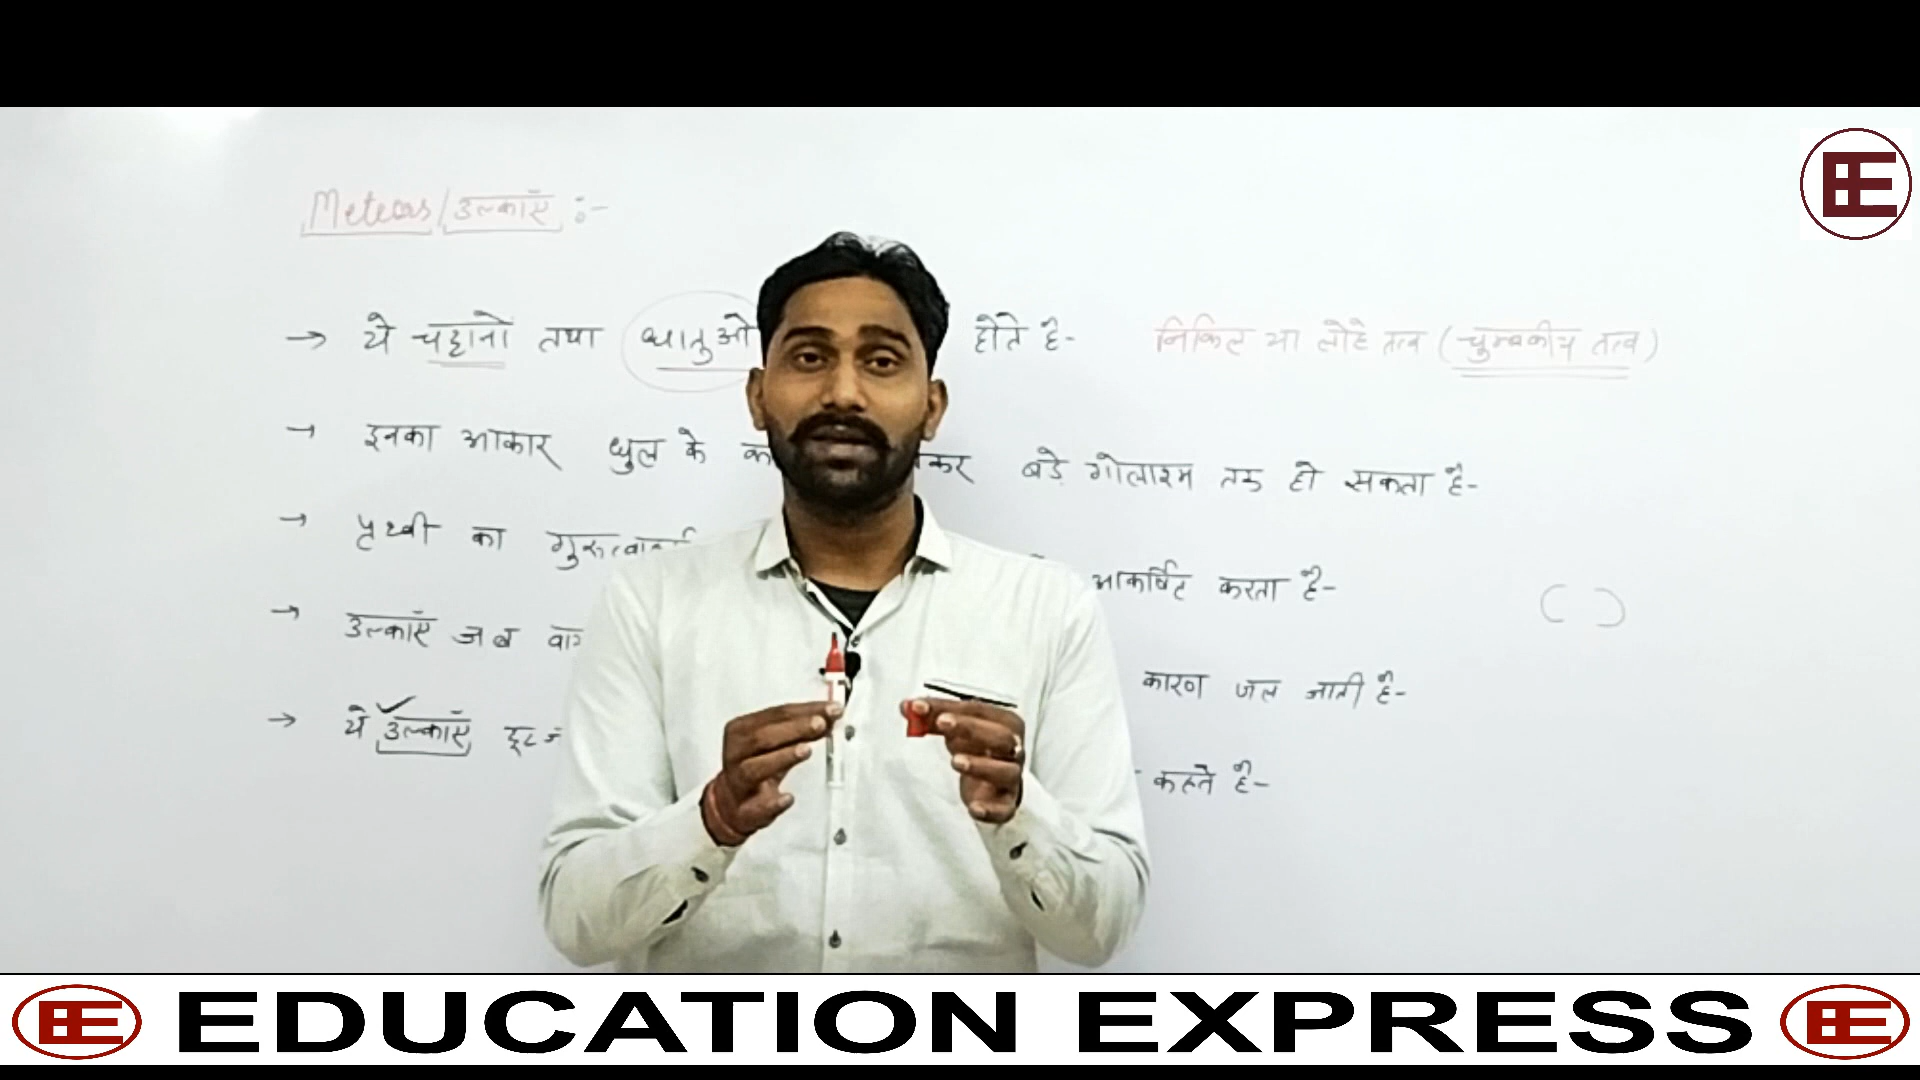 Meteors/उल्काऐं :-
→ ये चट्टानो तथा धातुओ होते है- निकिल या लोहे तत्व (चुम्बकीय तत्व)
→ इनका आकार धुल के बडे गोलाश्म तक हो सकता है-
→ पृथ्वी का आकर्षित करता है-
→ उल्काऐं जब कारण जल जाती है-
→ ये उल्काऐं कहते है-
( )
EDUCATION EXPRESS